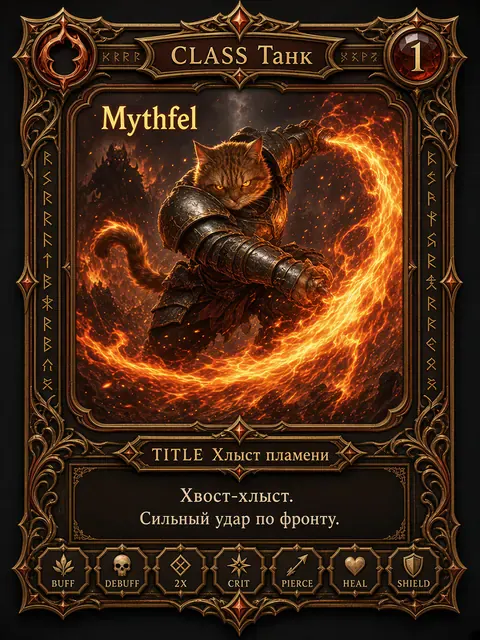 CLASS Танк
1
Mythfel
TITLE Хлыст пламени
Хвост-хлыст.
Сильный удар по фронту.
BUFF
DEBUFF
2X
CRIT
PIERCE
HEAL
SHIELD